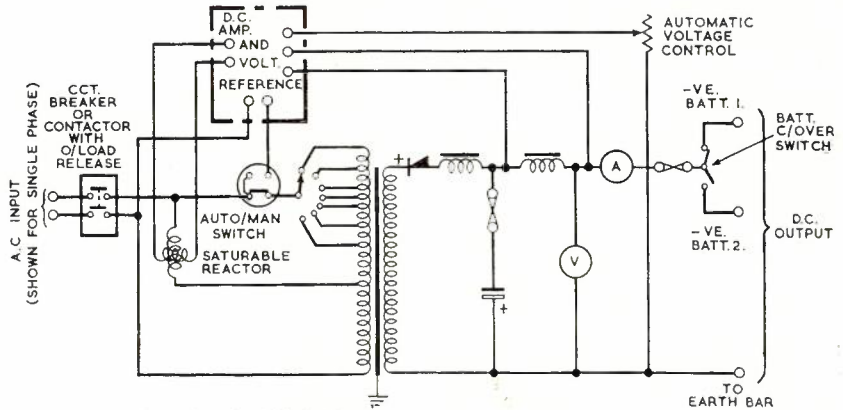 D.C.
AMP.
AND
VOLT.
REFERENCE
AUTOMATIC
VOLTAGE
CONTROL
CCT.
BREAKER
OR
CONTACTOR
WITH
O/LOAD
RELEASE
A.C INPUT
(SHOWN FOR SINGLE PHASE)
AUTO/MAN
SWITCH
SATURABLE
REACTOR
+
+
A
V
-VE.
BATT. 1.
BATT.
C/OVER
SWITCH
-VE.
BATT.2.
D.C.
OUTPUT
TO
EARTH BAR
E